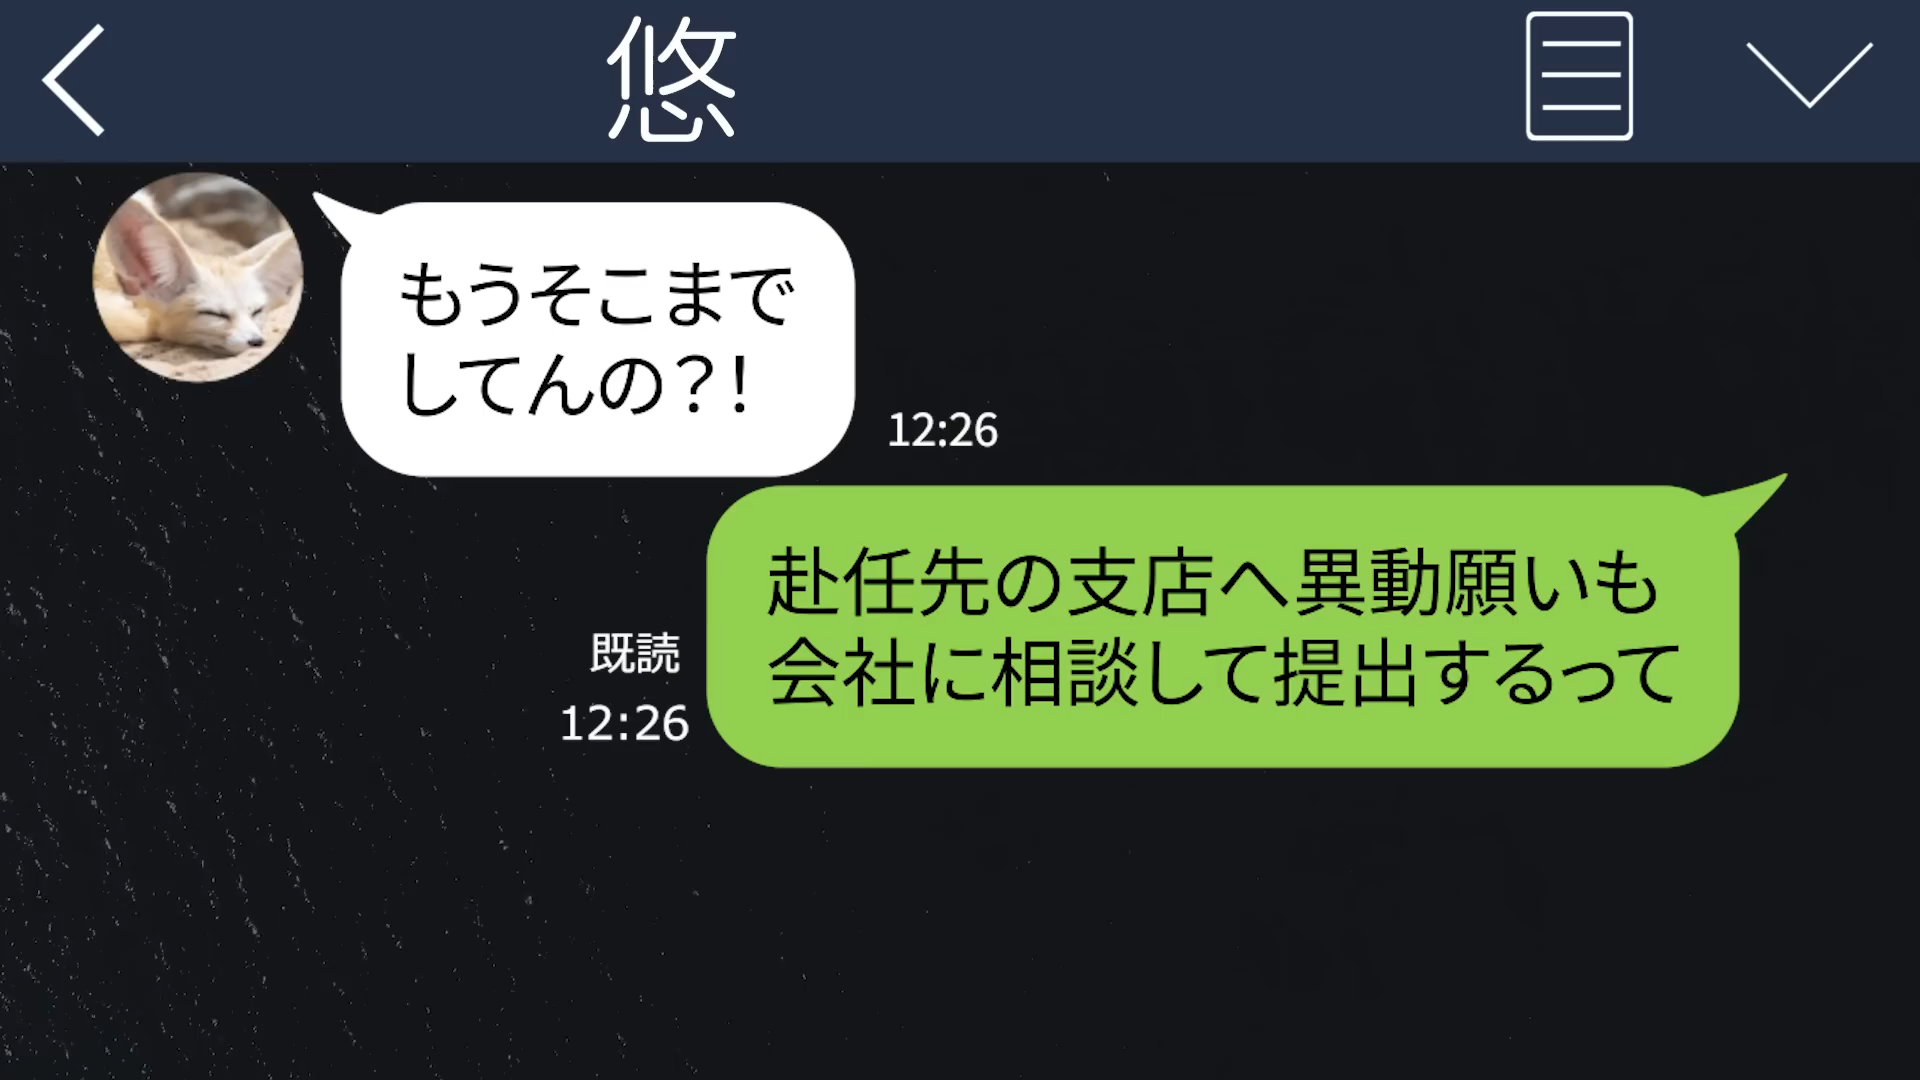 悠
もうそこまで
してんの？！
12:26
赴任先の支店へ異動願いも
会社に相談して提出するって
既読
12:26